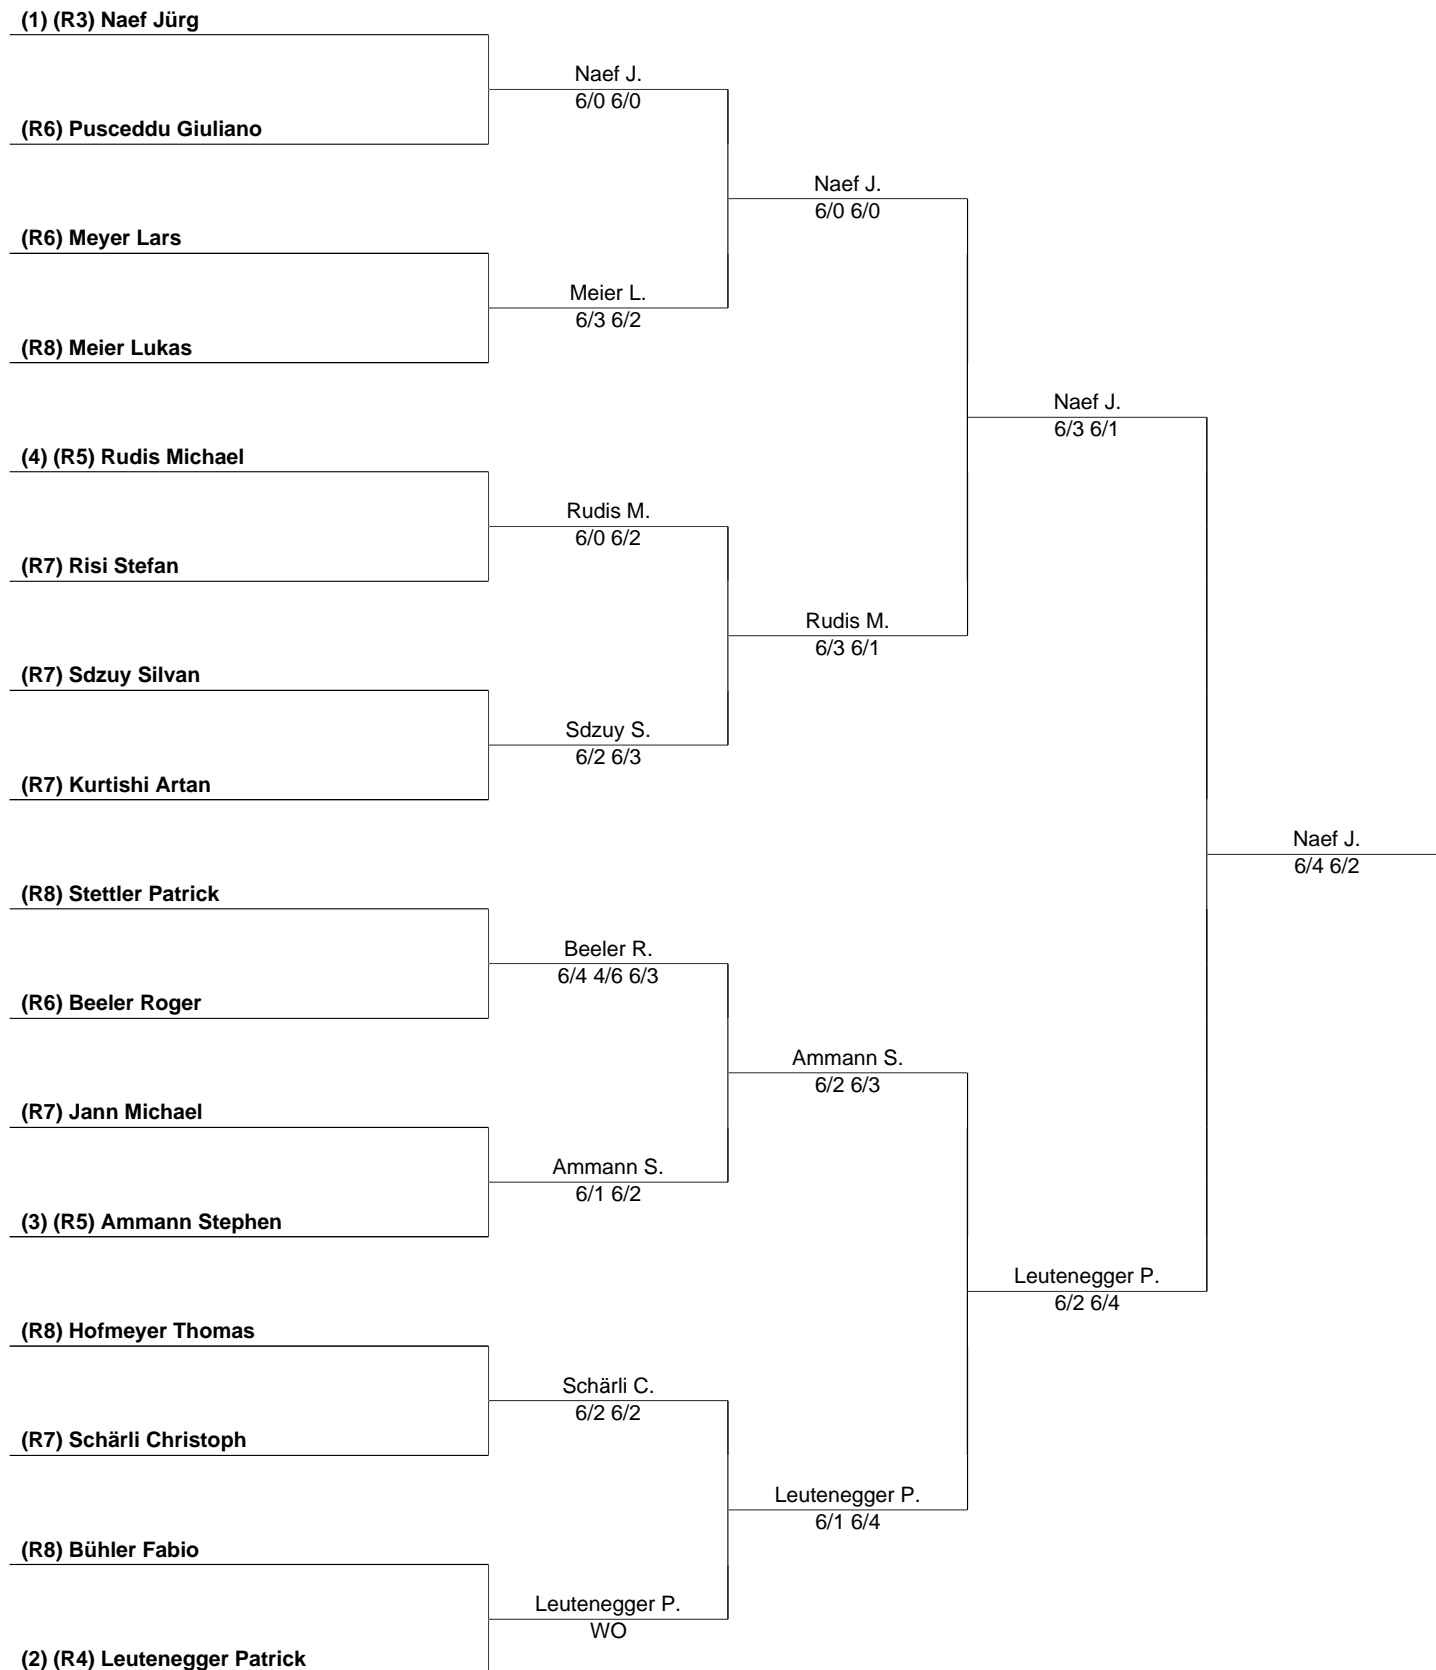 (1) (R3) Naef Jürg
Naef J.
6/0 6/0
(R6) Pusceddu Giuliano
Naef J.
6/0 6/0
(R6) Meyer Lars
Meier L.
6/3 6/2
(R8) Meier Lukas
Naef J.
6/3 6/1
(4) (R5) Rudis Michael
Rudis M.
6/0 6/2
(R7) Risi Stefan
Rudis M.
6/3 6/1
(R7) Sdzuy Silvan
Sdzuy S.
6/2 6/3
(R7) Kurtishi Artan
Naef J.
6/4 6/2
(R8) Stettler Patrick
Beeler R.
6/4 4/6 6/3
(R6) Beeler Roger
Ammann S.
6/2 6/3
(R7) Jann Michael
Ammann S.
6/1 6/2
(3) (R5) Ammann Stephen
Leutenegger P.
6/2 6/4
(R8) Hofmeyer Thomas
Schärli C.
6/2 6/2
(R7) Schärli Christoph
Leutenegger P.
6/1 6/4
(R8) Bühler Fabio
Leutenegger P.
WO
(2) (R4) Leutenegger Patrick